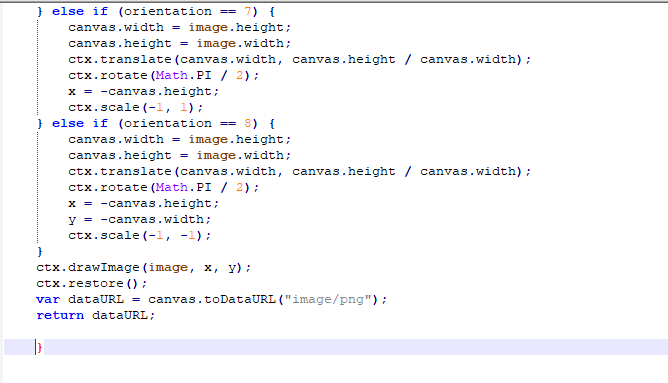 } else if (orientation == 7) {
canvas.width = image.height;
canvas.height = image.width;
ctx.translate(canvas.width, canvas.height / canvas.width);
ctx.rotate(Math.PI / 2);
x = -canvas.height;
ctx.scale(-1, 1);
} else if (orientation == 8) {
canvas.width = image.height;
canvas.height = image.width;
ctx.translate(canvas.width, canvas.height / canvas.width);
ctx.rotate(Math.PI / 2);
x = -canvas.height;
y = -canvas.width;
ctx.scale(-1, -1);
}
ctx.drawImage(image, x, y);
ctx.restore();
var dataURL = canvas.toDataURL("image/png");
return dataURL;
}